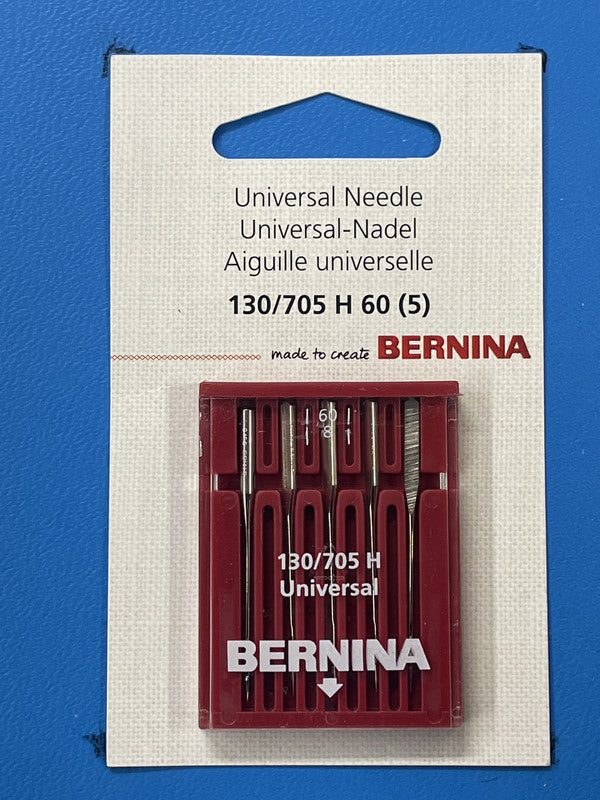 Universal Needle
Universal-Nadel
Aiguille universelle
130/705 H 60 (5)
made to create BERNINA
60
8
130/705 H
Universal
BERNINA